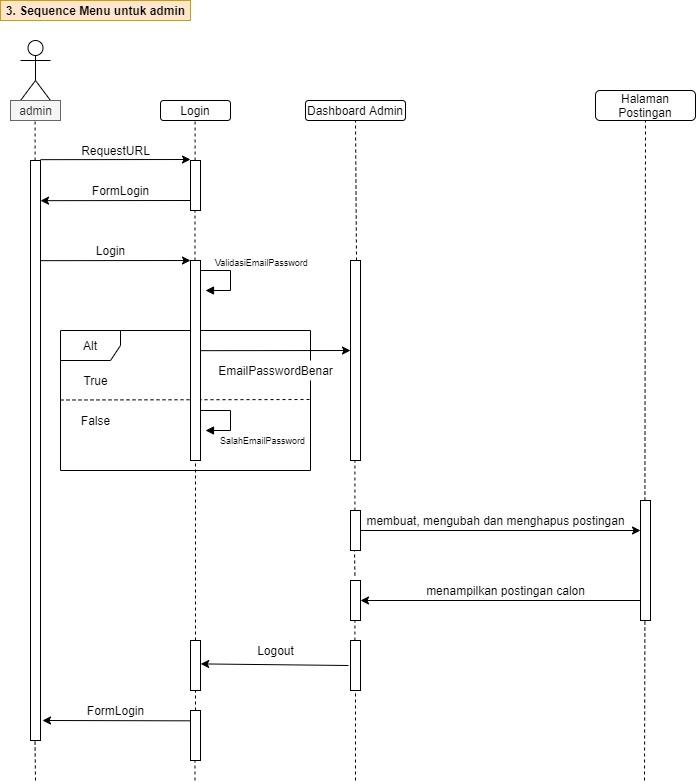 3. Sequence Menu untuk admin
admin
Login
Dashboard Admin
Halaman
Postingan
RequestURL
FormLogin
Login
ValidasiEmailPassword
Alt
EmailPasswordBenar
True
False
SalahEmailPassword
membuat, mengubah dan menghapus postingan
menampilkan postingan calon
Logout
FormLogin